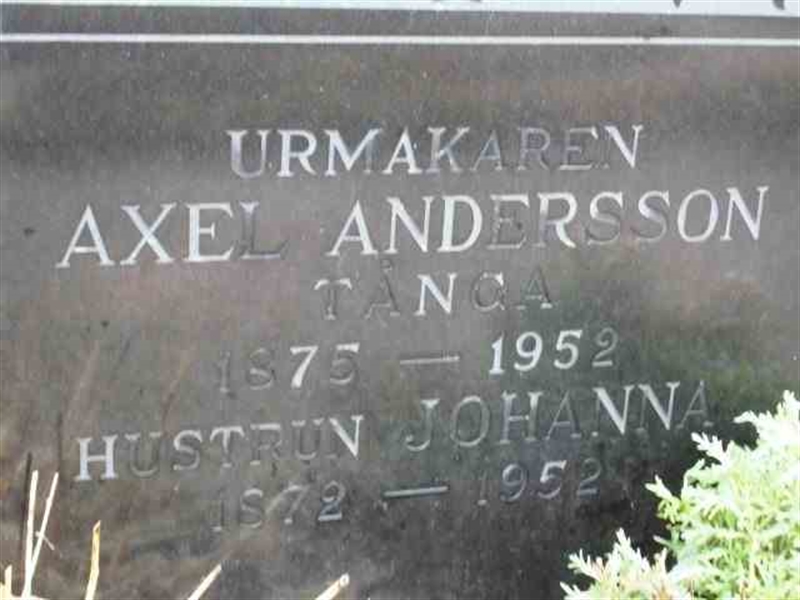 URMAKAREN
AXEL ANDERSSON
TÅNGA
1875 — 1952
HUSTRUN JOHANNA
1872 — 1952